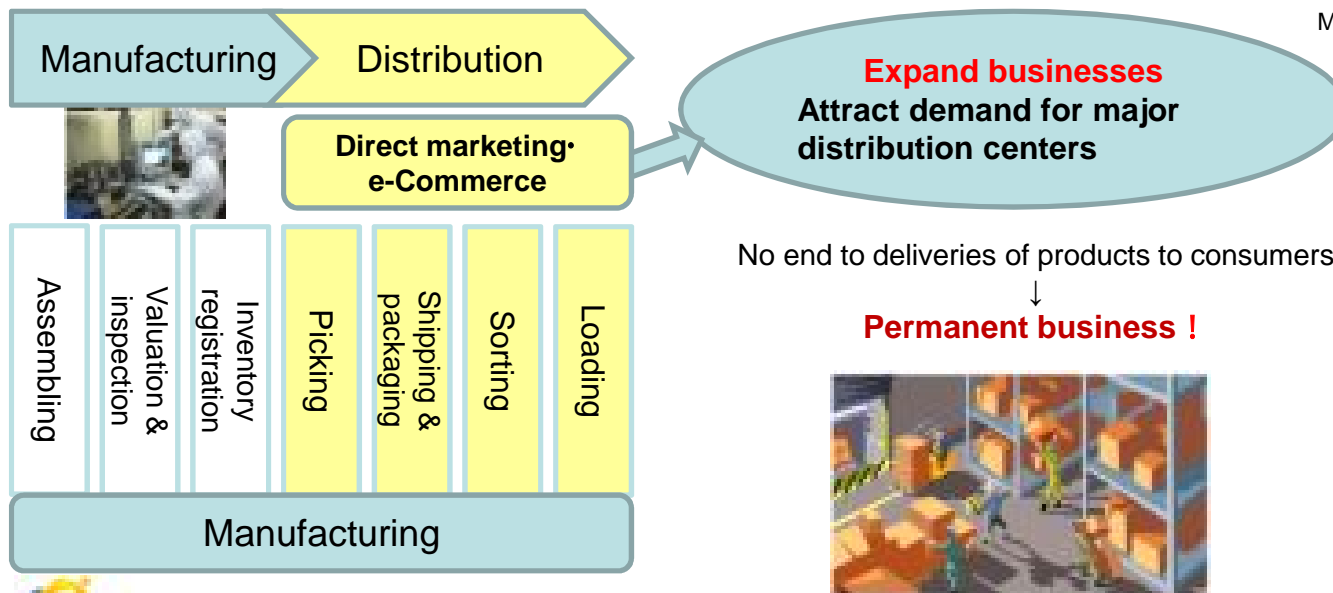 M
Manufacturing
Distribution
Expand businesses
Attract demand for major
distribution centers
Direct marketing・
e-Commerce
No end to deliveries of products to consumers
↓
Permanent business！
Assembling
Valuation &
inspection
Inventory
registration
Picking
Shipping &
packaging
Sorting
Loading
Manufacturing